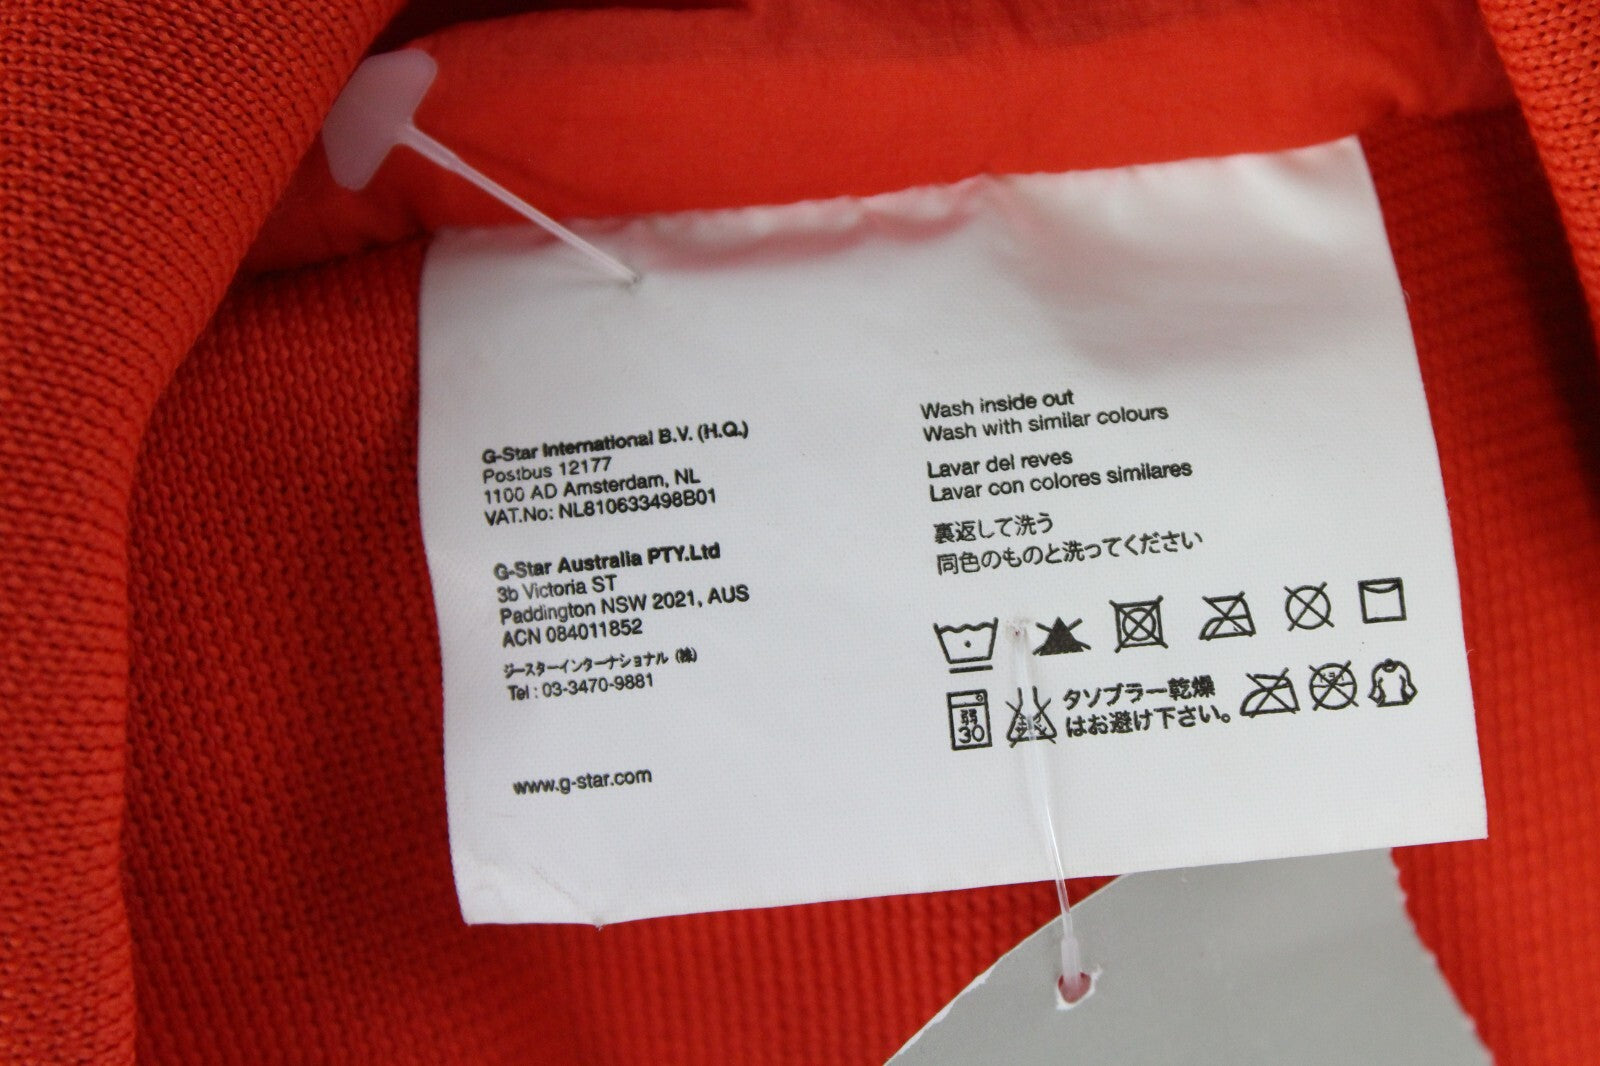 G-Star International B.V. (H.Q.)
Postbus 12177
1100 AD Amsterdam, NL
VAT.No: NL810633498B01
G-Star Australia PTY.Ltd
3b Victoria ST
Paddington NSW 2021, AUS
ACN 084011852
ジースターインターナショナル (株)
Tel : 03-3470-9881
www.g-star.com
Wash inside out
Wash with similar colours
Lavar del reves
Lavar con colores similares
裏返して洗う
同色のものと洗ってください
弱
30
タンブラー乾燥
はお避け下さい。